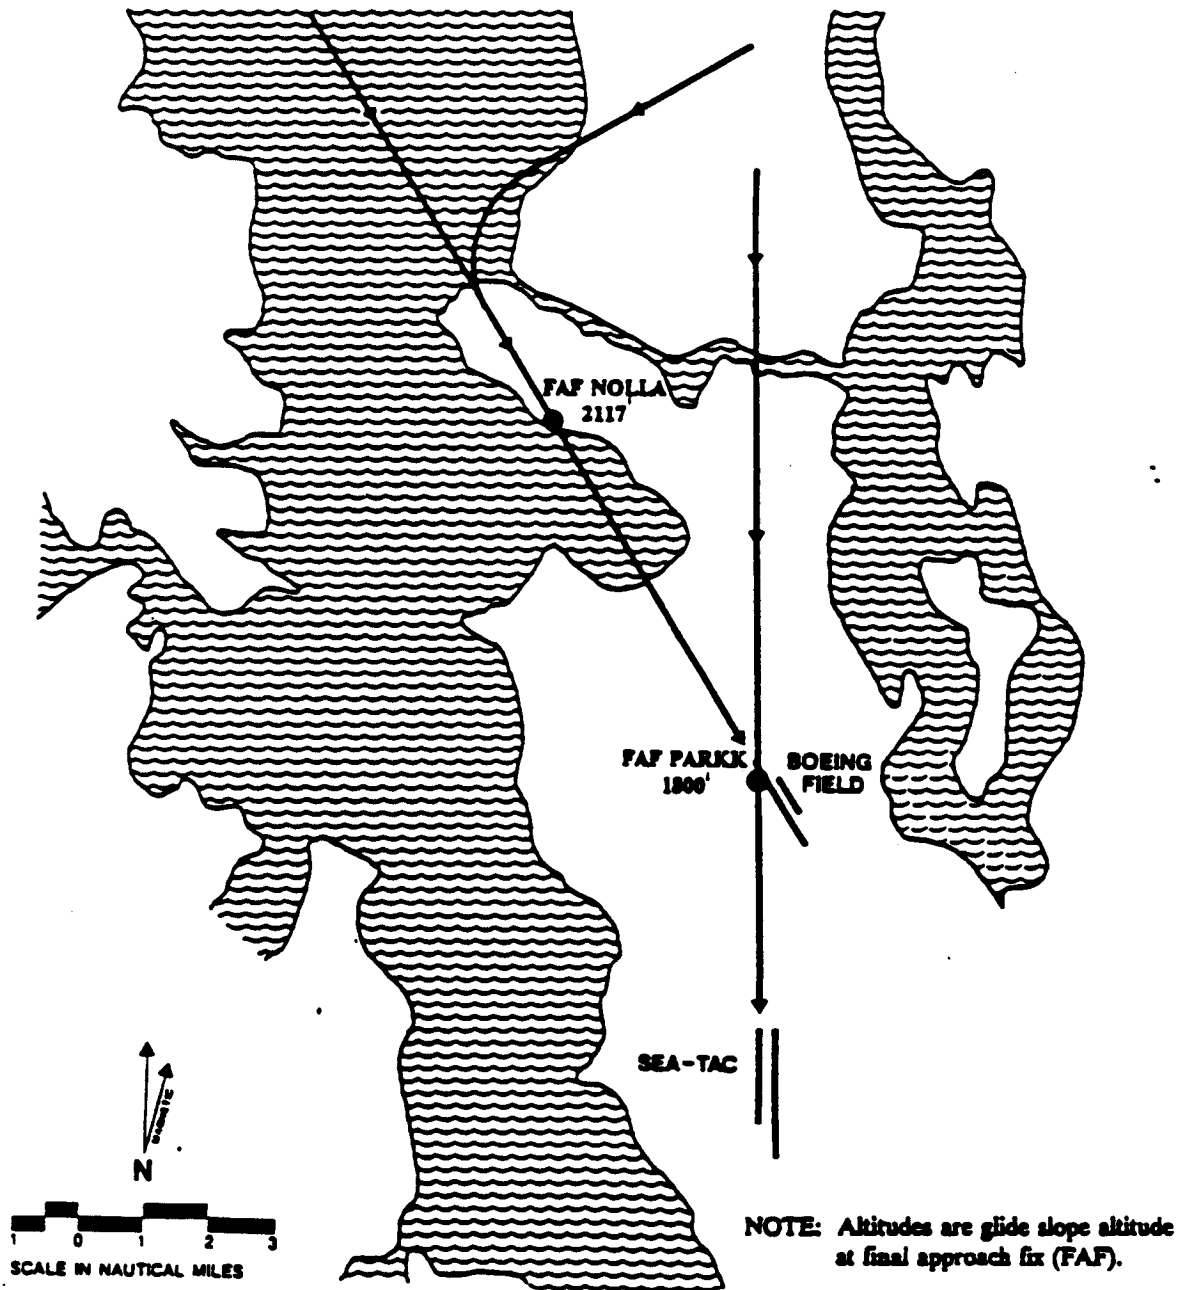 FAF NOLLA
2117'
FAF PARKK
1800'
BOEING
FIELD
SEA-TAC
MAGNETIC
N
1 0 1 2 3
SCALE IN NAUTICAL MILES
NOTE: Altitudes are glide slope altitude
at final approach fix (FAF).